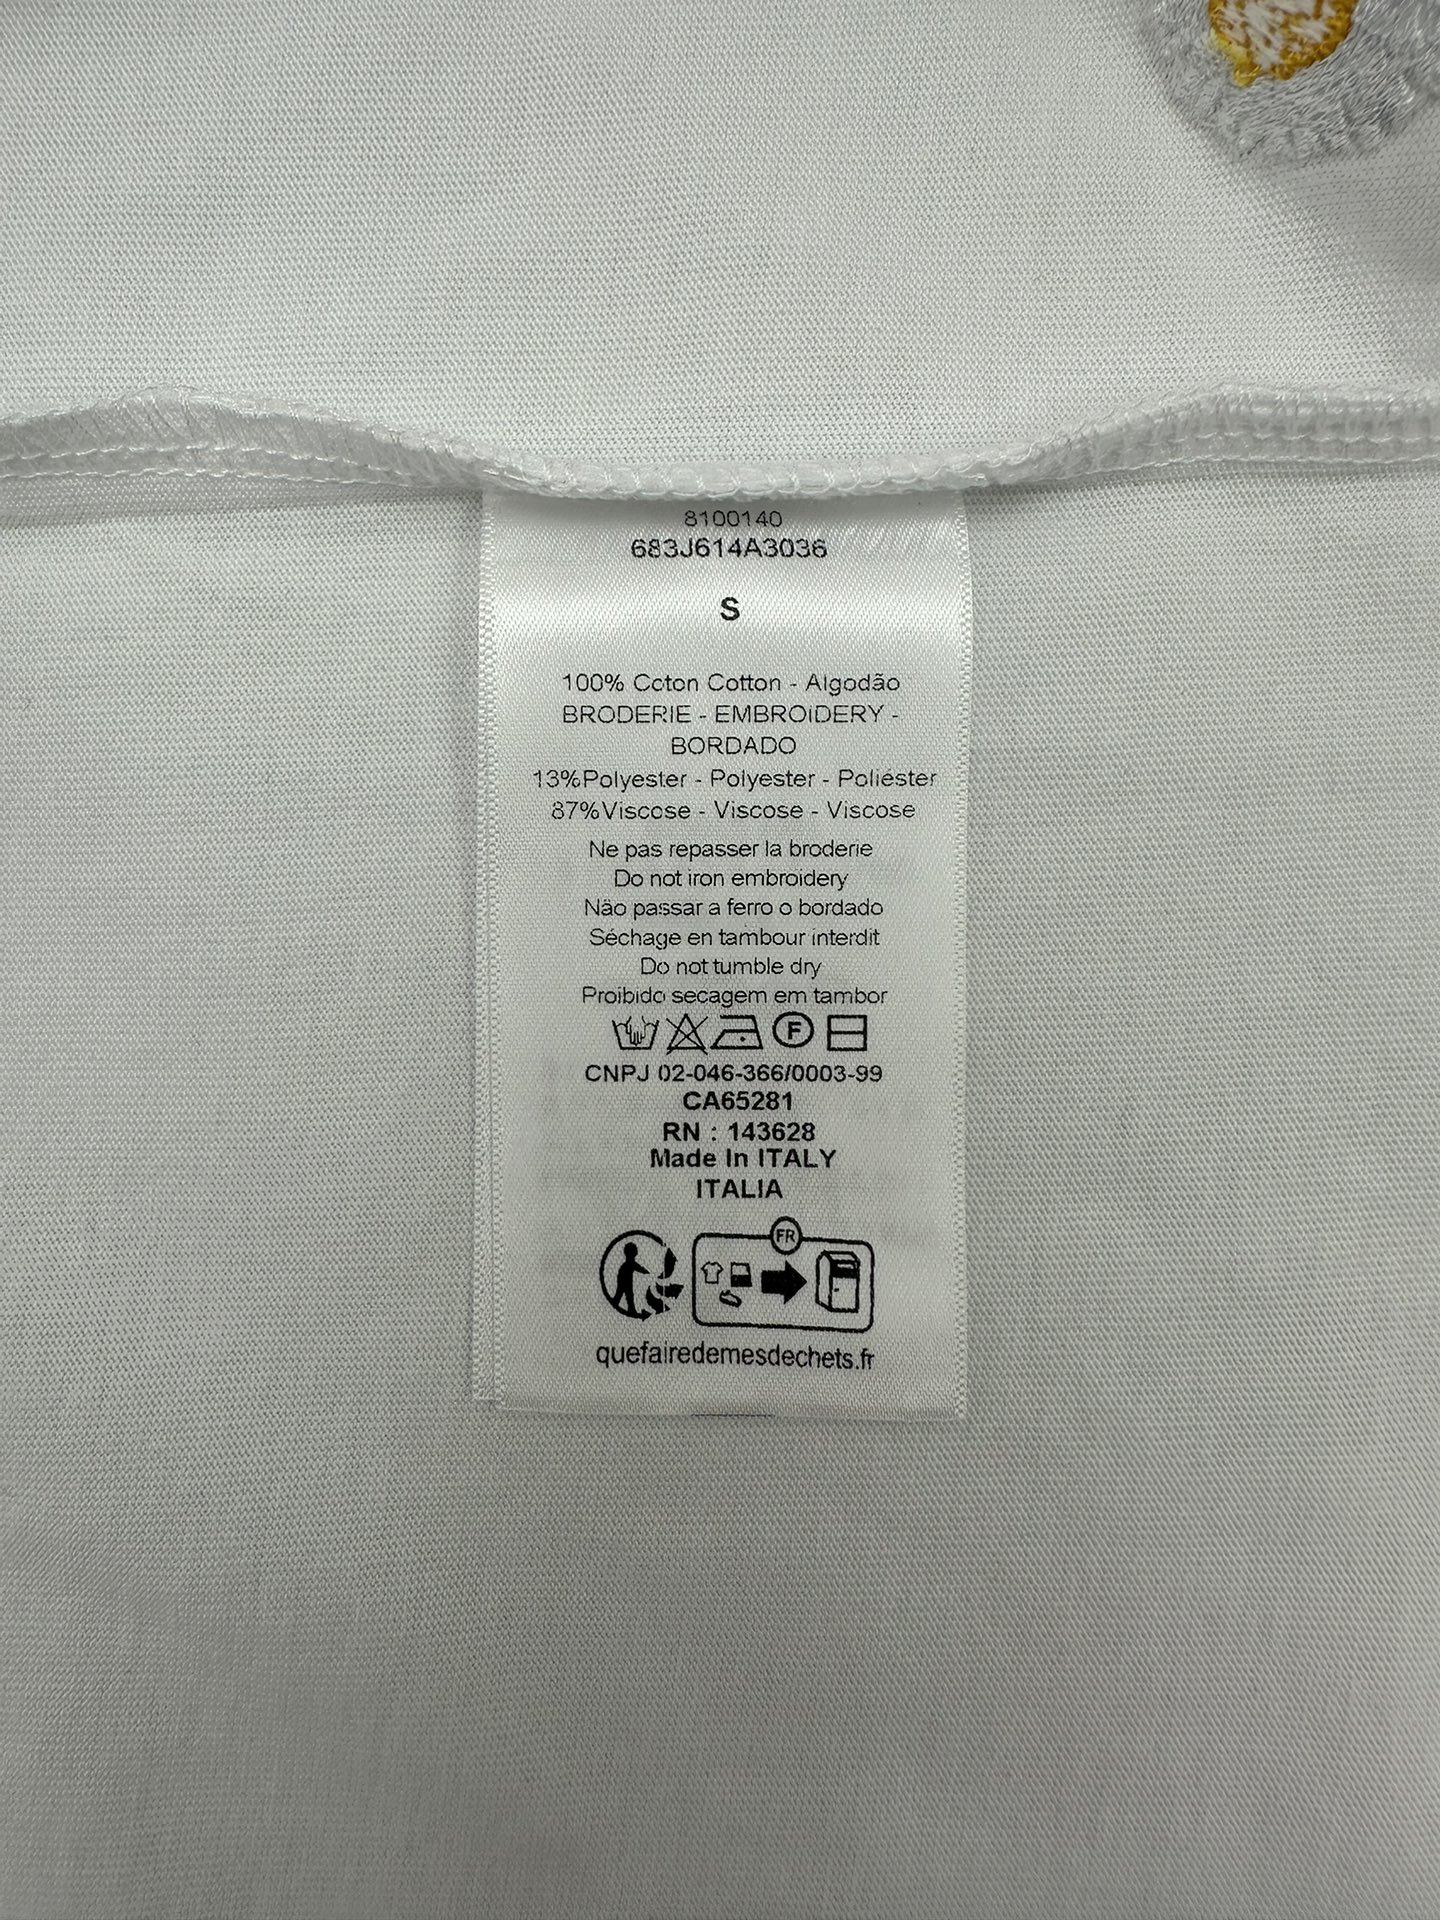 8100140
683J614A3036
S
100% Coton Cotton - Algodão
BRODERIE - EMBROIDERY -
BORDADO
13%Polyester - Polyester - Poliéster
87%Viscose - Viscose - Viscose
Ne pas repasser la broderie
Do not iron embroidery
Não passar a ferro o bordado
Séchage en tambour interdit
Do not tumble dry
Proibido secagem em tambor
F
CNPJ 02-046-366/0003-99
CA65281
RN : 143628
Made In ITALY
ITALIA
FR
quefairedemesdechets.fr